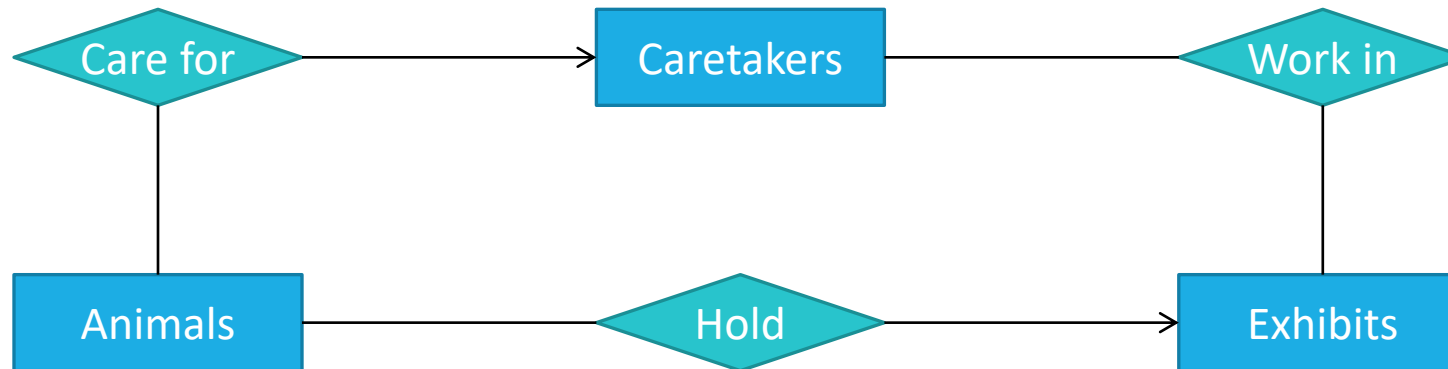 Care for
Caretakers
Work in
Animals
Hold
Exhibits